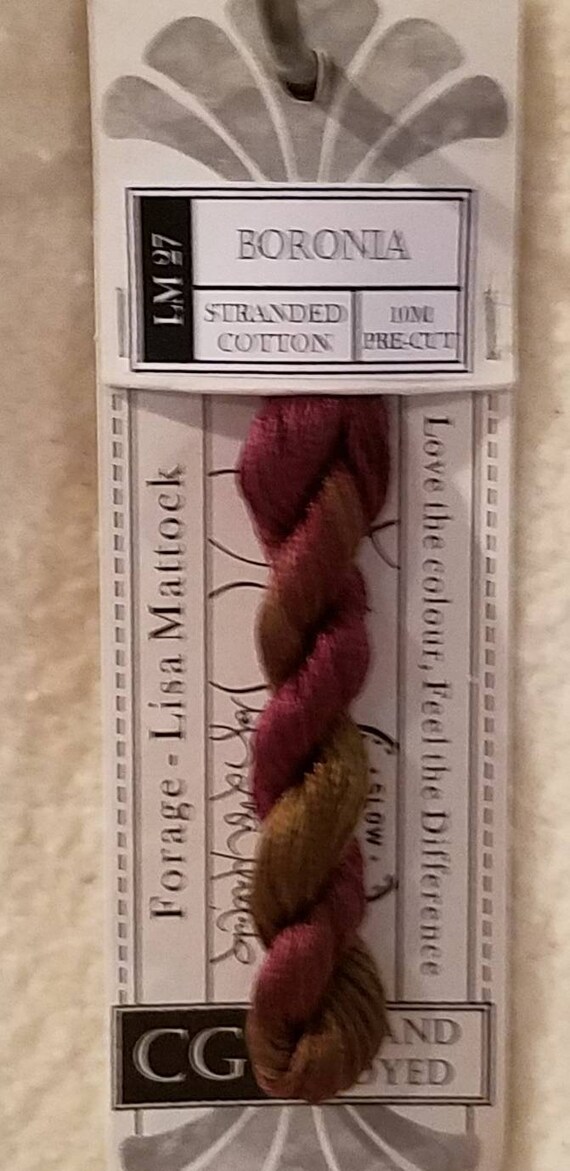 LM 27
BORONIA
STRANDED
COTTON
10M
PRE-CUT
Forage - Lisa Mattock
Love the colour, Feel the Difference
SLOW
CG
AND
DYED